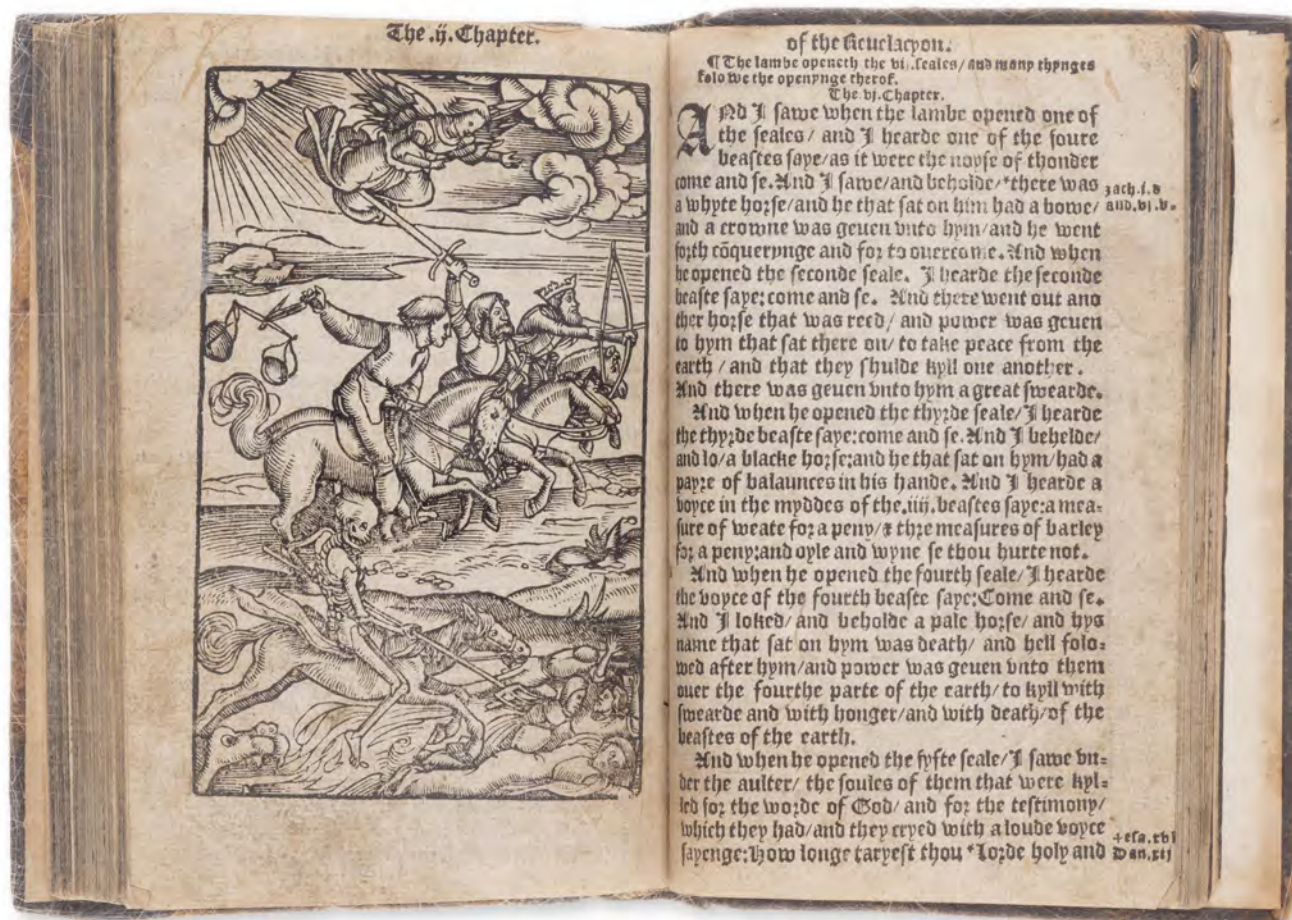 The .ij. Chapter.
of the Reuelacyon.
¶ The lambe openeth the vi. seales/ and many thynges
folowe the openynge therof.
The vj. Chapter.
ANd I sawe when the lambe opened one of
the seales/ and I hearde one of the foure
beastes saye/as it were the noyse of thonder
come and se. And I sawe/and beholde/*there was
zach.i.b
a whyte horse/and he that sat on him had a bowe/
and.vi.v.
and a crowne was geuen vnto hym/and he went
forth cõquerynge and for to ouercome. And when
he opened the seconde seale. I hearde the seconde
beaste saye: come and se. And there went out ano
ther horse that was reed/ and power was geuen
to hym that sat there on/ to take peace from the
earth / and that they shulde kyll one another.
And there was geuen vnto hym a great swearde.
And when he opened the thyrde seale/I hearde
the thyrde beaste saye:come and se. And I behelde/
and lo/a blacke horse:and he that sat on hym/had a
payre of balaunces in his hande. And I hearde a
voyce in the myddes of the.iiij.beastes saye:a mea=
sure of weate for a peny/& thre measures of barley
for a peny:and oyle and wyne se thou hurte not.
And when he opened the fourth seale/I hearde
the voyce of the fourth beaste saye:Come and se.
And I loked/ and beholde a pale horse/ and hys
name that sat on hym was death/ and hell folo=
wed after hym/and power was geuen vnto them
ouer the fourthe parte of the earth/to kyll with
swearde and with honger/and with death/of the
beastes of the earth.
And when he opened the fyfte seale/I sawe vn=
der the aulter/ the soules of them that were kyl=
led for the worde of God/ and for the testimony/
which they had/and they cryed with a loude voyce
+esa.xvi
sayenge:How longe taryest thou *Lorde holy and
Dan.xij